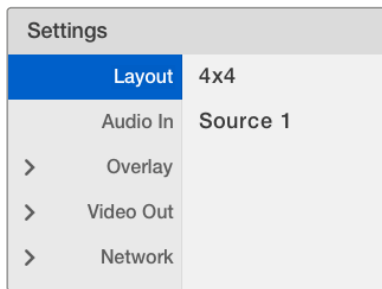 Settings
Layout 4x4
Audio In Source 1
Overlay
Video Out
Network